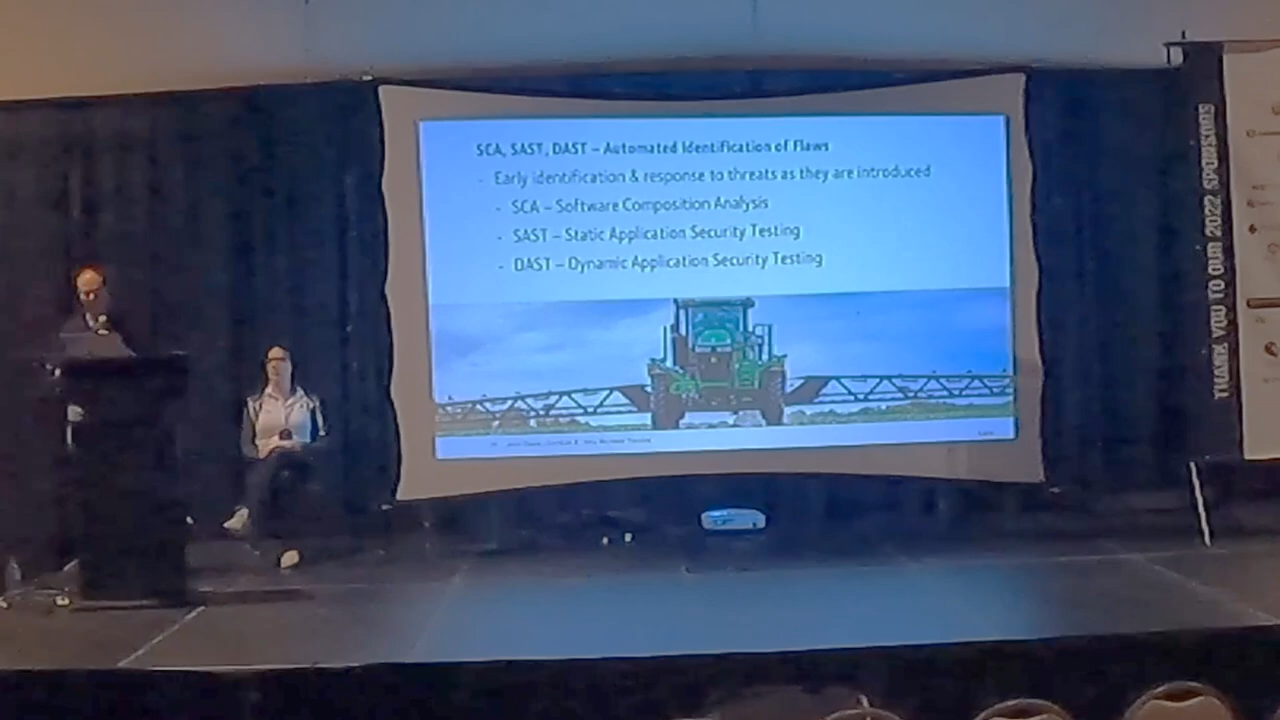 SCA, SAST, DAST – Automated Identification of Flaws
- Early identification & response to threats as they are introduced
- SCA – Software Composition Analysis
- SAST – Static Application Security Testing
- DAST – Dynamic Application Security Testing
THANK YOU TO OUR 2022 SPONSORS